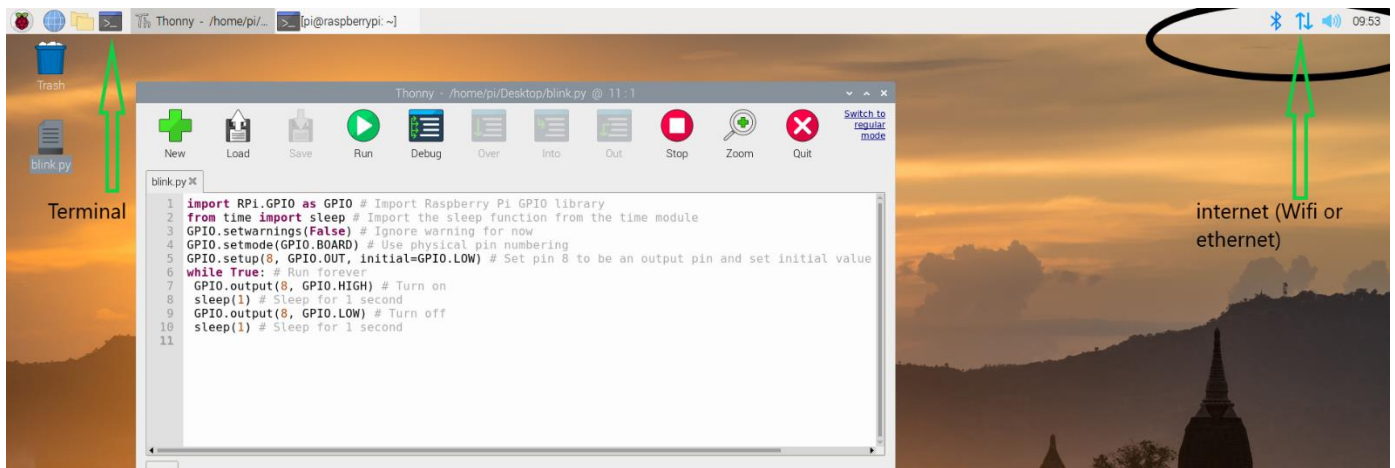 Thonny - /home/pi/... [pi@raspberrypi: ~] 09:53
Trash
blink.py
Terminal
internet (Wifi or
ethernet)
Thonny - /home/pi/Desktop/blink.py @ 11:1
New Load Save Run Debug Over Into Out Stop Zoom Quit
Switch to
regular
mode
blink.py
1 import RPi.GPIO as GPIO # Import Raspberry Pi GPIO library
2 from time import sleep # Import the sleep function from the time module
3 GPIO.setwarnings(False) # Ignore warning for now
4 GPIO.setmode(GPIO.BOARD) # Use physical pin numbering
5 GPIO.setup(8, GPIO.OUT, initial=GPIO.LOW) # Set pin 8 to be an output pin and set initial value
6 while True: # Run forever
7 GPIO.output(8, GPIO.HIGH) # Turn on
8 sleep(1) # Sleep for 1 second
9 GPIO.output(8, GPIO.LOW) # Turn off
10 sleep(1) # Sleep for 1 second
11